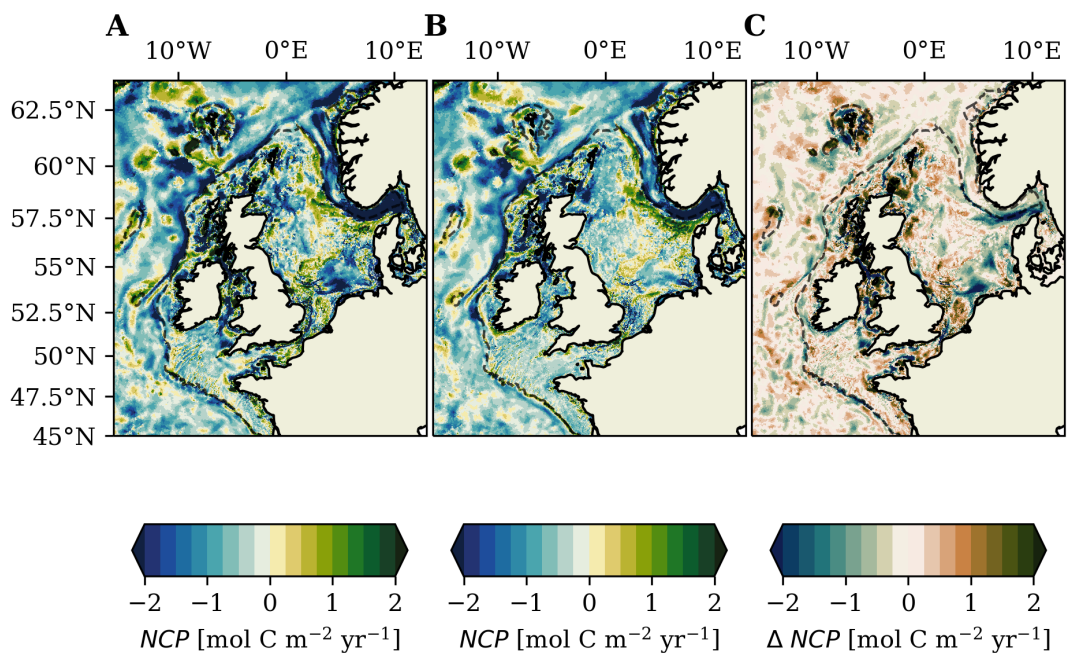 A B C
10°W 0°E 10°E 10°W 0°E 10°E 10°W 0°E 10°E
62.5°N
60°N
57.5°N
55°N
52.5°N
50°N
47.5°N
45°N
−2 −1 0 1 2 −2 −1 0 1 2 −2 −1 0 1 2
NCP [mol C m⁻² yr⁻¹] NCP [mol C m⁻² yr⁻¹] Δ NCP [mol C m⁻² yr⁻¹]